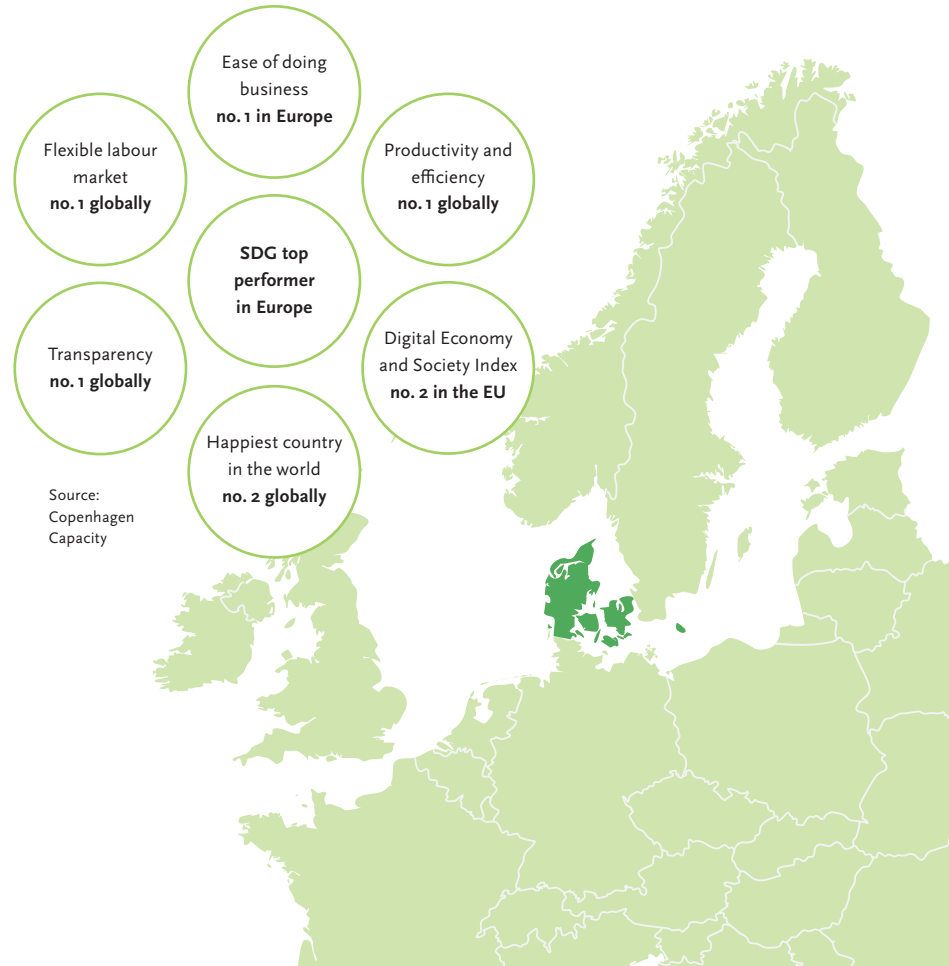 Ease of doing
business
no. 1 in Europe
Flexible labour
market
no. 1 globally
Productivity and
efficiency
no. 1 globally
SDG top
performer
in Europe
Transparency
no. 1 globally
Digital Economy
and Society Index
no. 2 in the EU
Happiest country
in the world
no. 2 globally
Source:
Copenhagen
Capacity